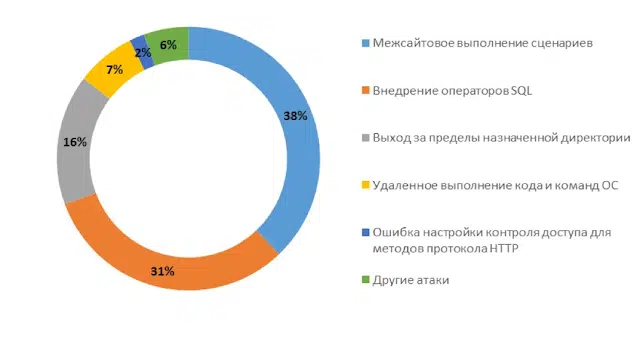 6%
2%
7%
38%
16%
31%
Межсайтовое выполнение сценариев
Внедрение операторов SQL
Выход за пределы назначенной директории
Удаленное выполнение кода и команд ОС
Ошибка настройки контроля доступа для
методов протокола HTTP
Другие атаки